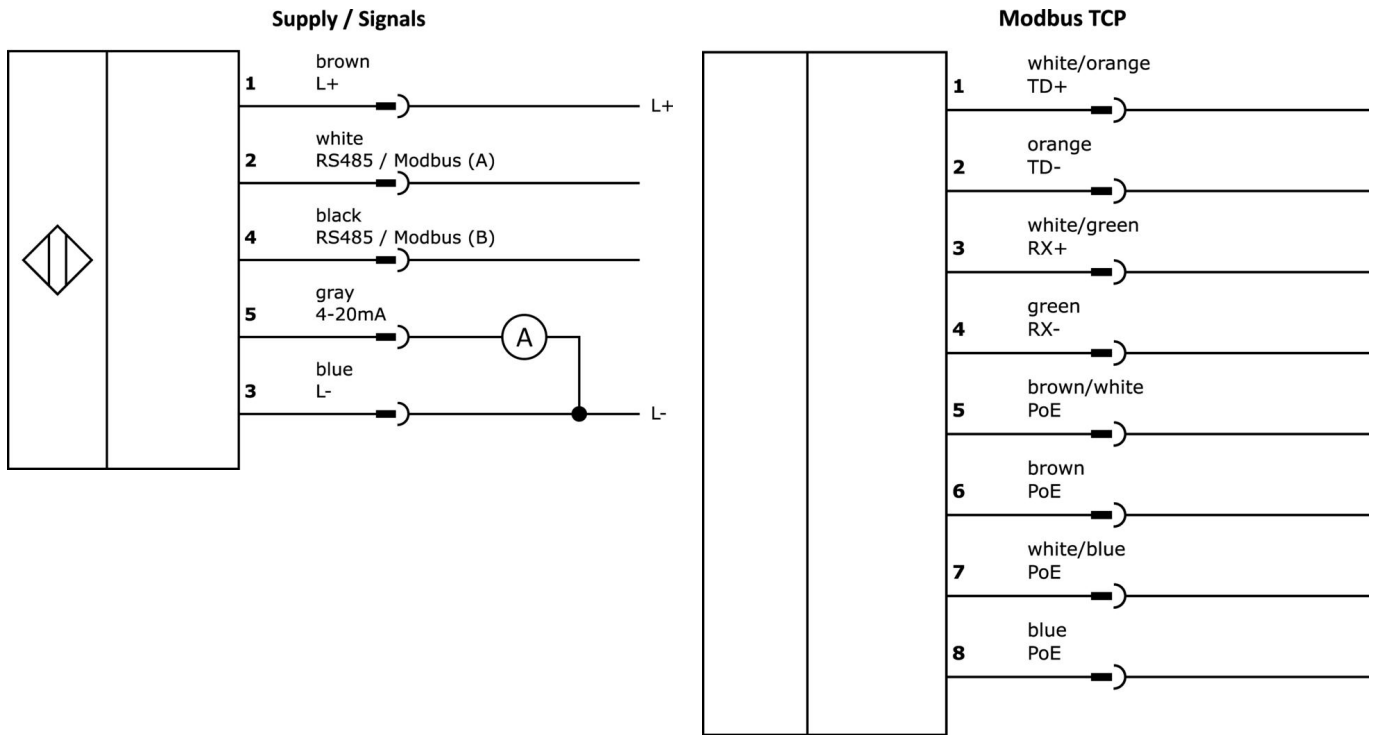 Supply / Signals
brown
1 L+
L+
white
2 RS485 / Modbus (A)
black
4 RS485 / Modbus (B)
gray
5 4-20mA
A
blue
3 L-
L-
Modbus TCP
white/orange
1 TD+
orange
2 TD-
white/green
3 RX+
green
4 RX-
brown/white
5 PoE
brown
6 PoE
white/blue
7 PoE
blue
8 PoE